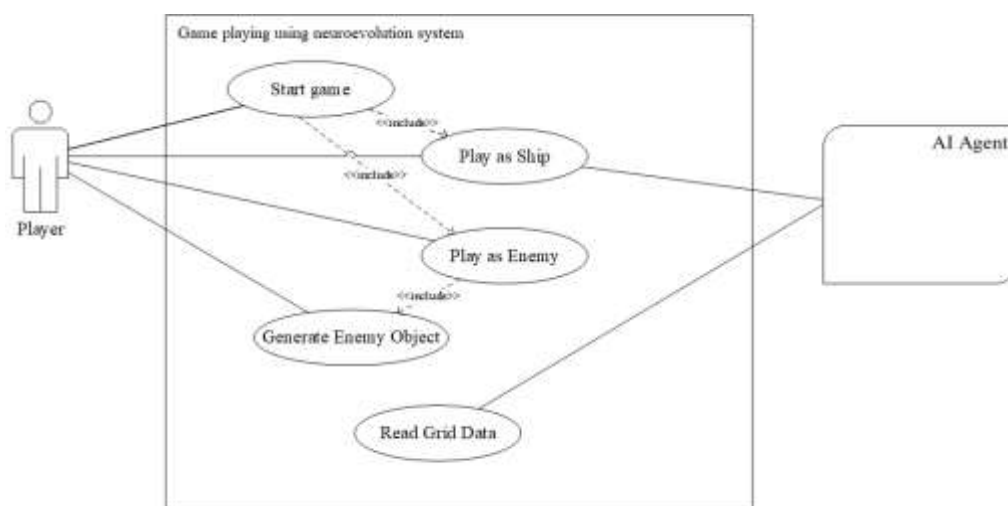 Game playing using neuroevolution system
Start game
<<include>>
Play as Ship
AI Agent
<<include>>
Player
Play as Enemy
<<include>>
Generate Enemy Object
Read Grid Data